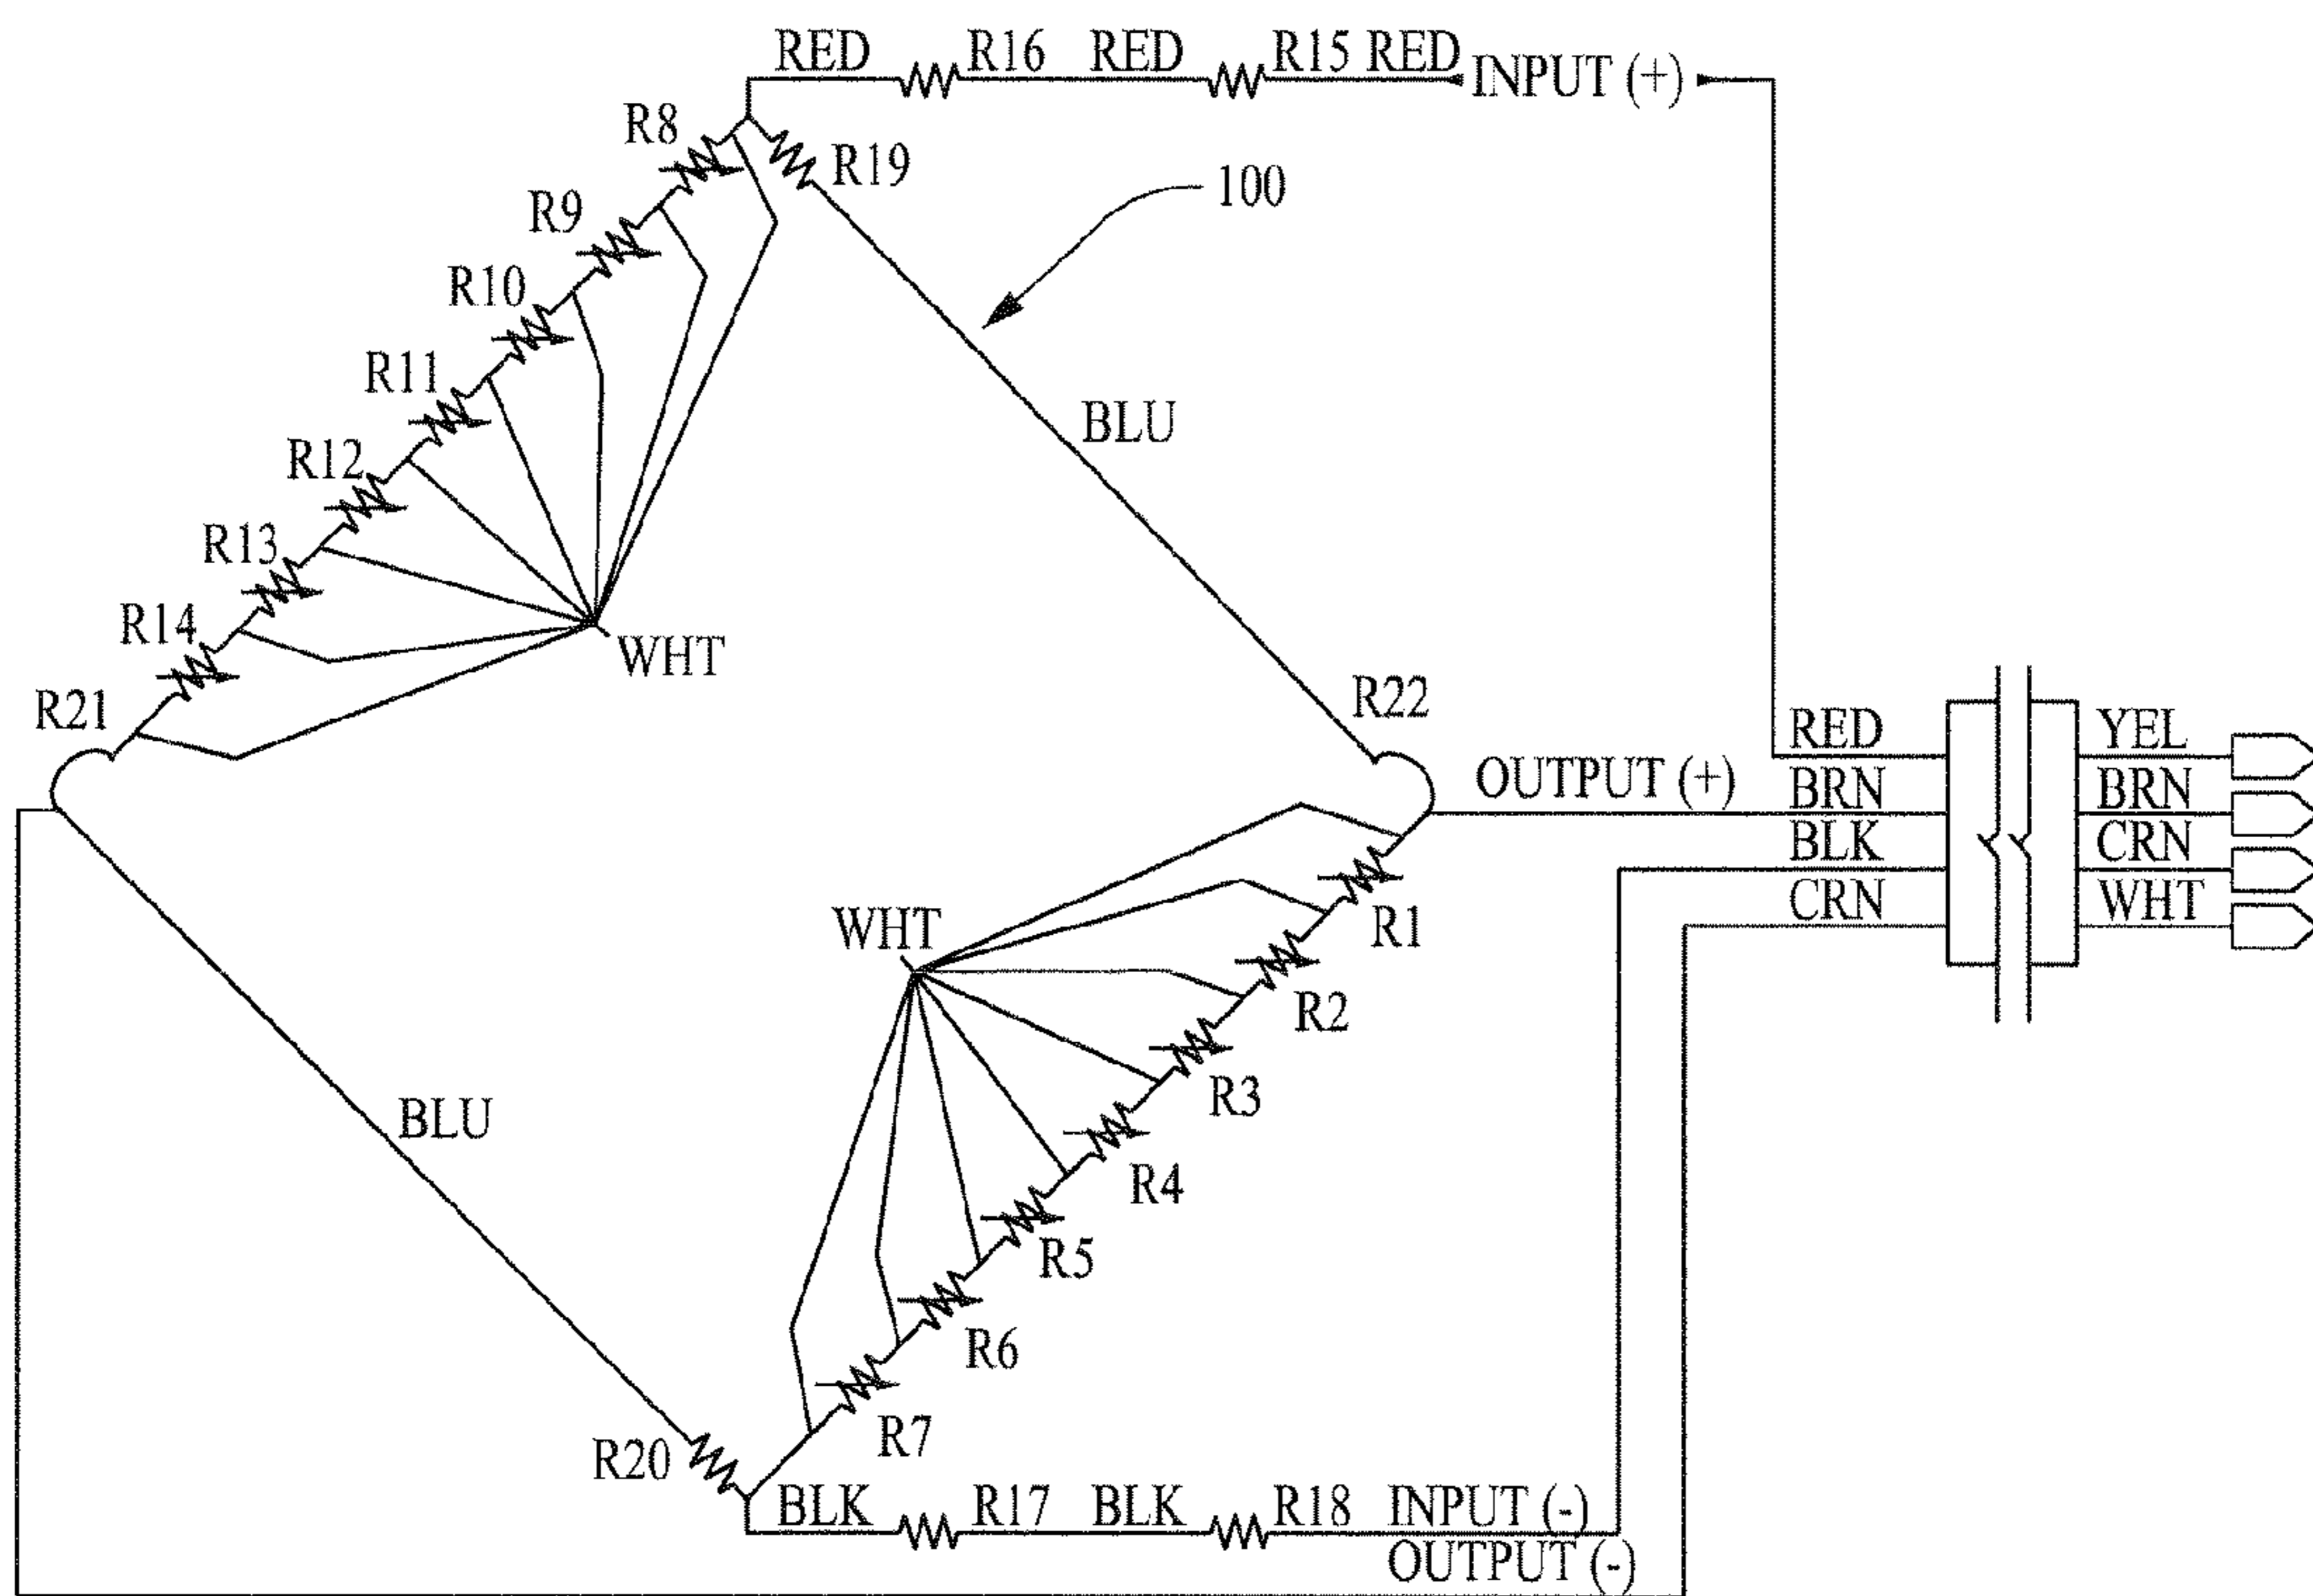 RED R16 RED R15 RED INPUT (+)
R8
R19
100
R9
R10
R11
BLU
R12
R13
R14
WHT
R21
R22
RED YEL
OUTPUT (+) BRN BRN
BLK CRN
CRN WHT
WHT
R1
R2
R3
BLU
R4
R5
R6
R7
R20
BLK R17 BLK R18 INPUT (-)
OUTPUT (-)